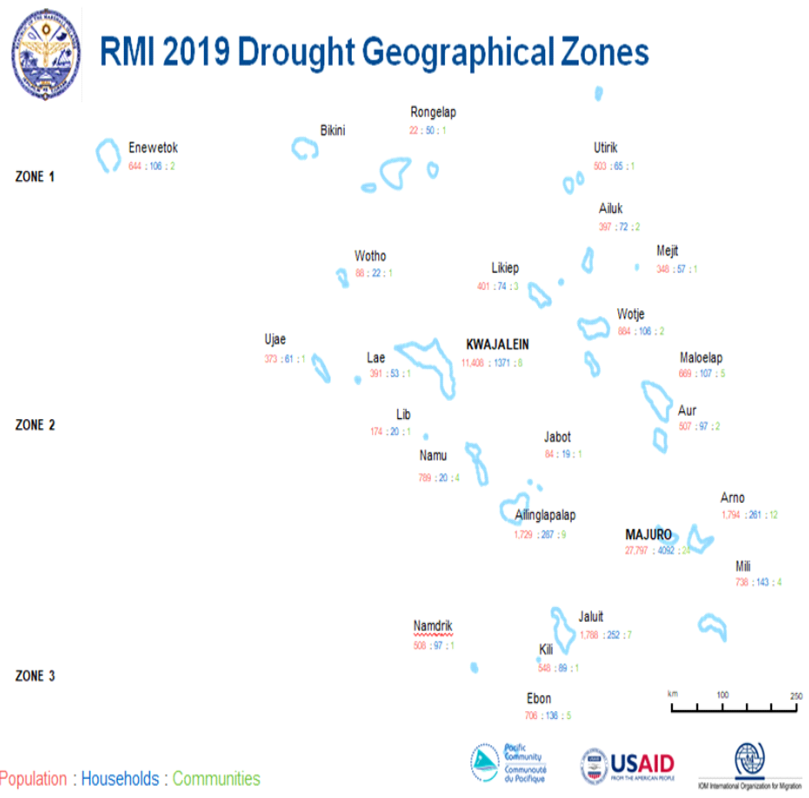 RMI 2019 Drought Geographical Zones
Rongelap
22 : 50 : 1
Bikini
Enewetok
644 : 106 : 2
Utirik
503 : 65 : 1
ZONE 1
Ailuk
397 : 72 : 2
Mejit
348 : 57 : 1
Wotho
88 : 22 : 1
Likiep
401 : 74 : 3
Wotje
884 : 106 : 2
Ujae
373 : 61 : 1
Lae
391 : 53 : 1
KWAJALEIN
11,408 : 1371 : 8
Maloelap
669 : 107 : 5
Aur
507 : 97 : 2
ZONE 2
Lib
174 : 20 : 1
Namu
789 : 20 : 4
Jabot
84 : 19 : 1
Ailinglapalap
1,729 : 287 : 9
Arno
1,794 : 261 : 12
MAJURO
27,797 : 4092 :
Mili
738 : 143 : 4
Namdrik
508 : 97 : 1
Jaluit
1,788 : 252 : 7
Kili
548 : 89 : 1
ZONE 3
Ebon
706 : 136 : 5
km 100 250
Population : Households : Communities
Pacific
Community
Communauté
du Pacifique
USAID
FROM THE AMERICAN PEOPLE
IOM International Organization for Migration